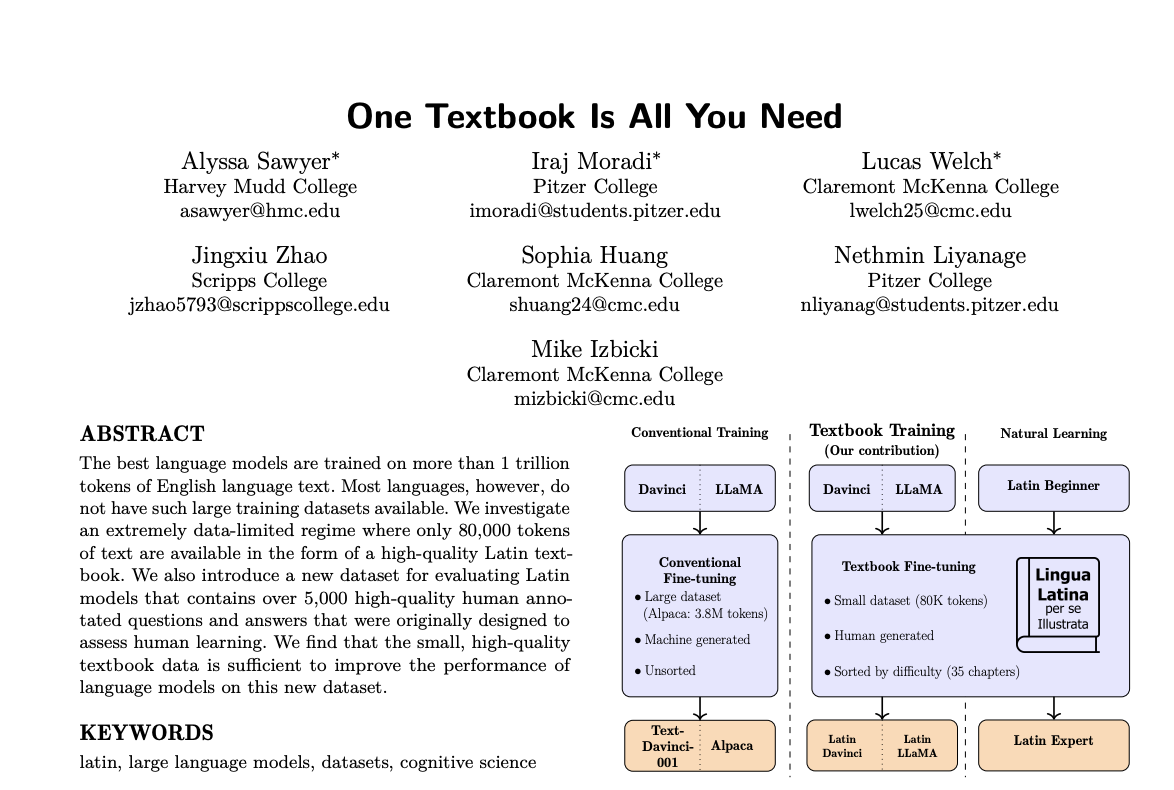 One Textbook Is All You Need
Alyssa Sawyer*
Harvey Mudd College
asawyer@hmc.edu
Iraj Moradi*
Pitzer College
imoradi@students.pitzer.edu
Lucas Welch*
Claremont McKenna College
lwelch25@cmc.edu
Jingxiu Zhao
Scripps College
jzhao5793@scrippscollege.edu
Sophia Huang
Claremont McKenna College
shuang24@cmc.edu
Nethmin Liyanage
Pitzer College
nliyanag@students.pitzer.edu
Mike Izbicki
Claremont McKenna College
mizbicki@cmc.edu
ABSTRACT
The best language models are trained on more than 1 trillion
tokens of English language text. Most languages, however, do
not have such large training datasets available. We investigate
an extremely data-limited regime where only 80,000 tokens
of text are available in the form of a high-quality Latin text-
book. We also introduce a new dataset for evaluating Latin
models that contains over 5,000 high-quality human anno-
tated questions and answers that were originally designed to
assess human learning. We find that the small, high-quality
textbook data is sufficient to improve the performance of
language models on this new dataset.
KEYWORDS
latin, large language models, datasets, cognitive science
Conventional Training
Davinci
LLaMA
Conventional
Fine-tuning
• Large dataset
(Alpaca: 3.8M tokens)
• Machine generated
• Unsorted
Text-
Davinci-
001
Alpaca
Textbook Training
(Our contribution)
Davinci
LLaMA
Natural Learning
Latin Beginner
Textbook Fine-tuning
• Small dataset (80K tokens)
• Human generated
• Sorted by difficulty (35 chapters)
Lingua
Latina
per se
Illustrata
Latin
Davinci
Latin
LLaMA
Latin Expert